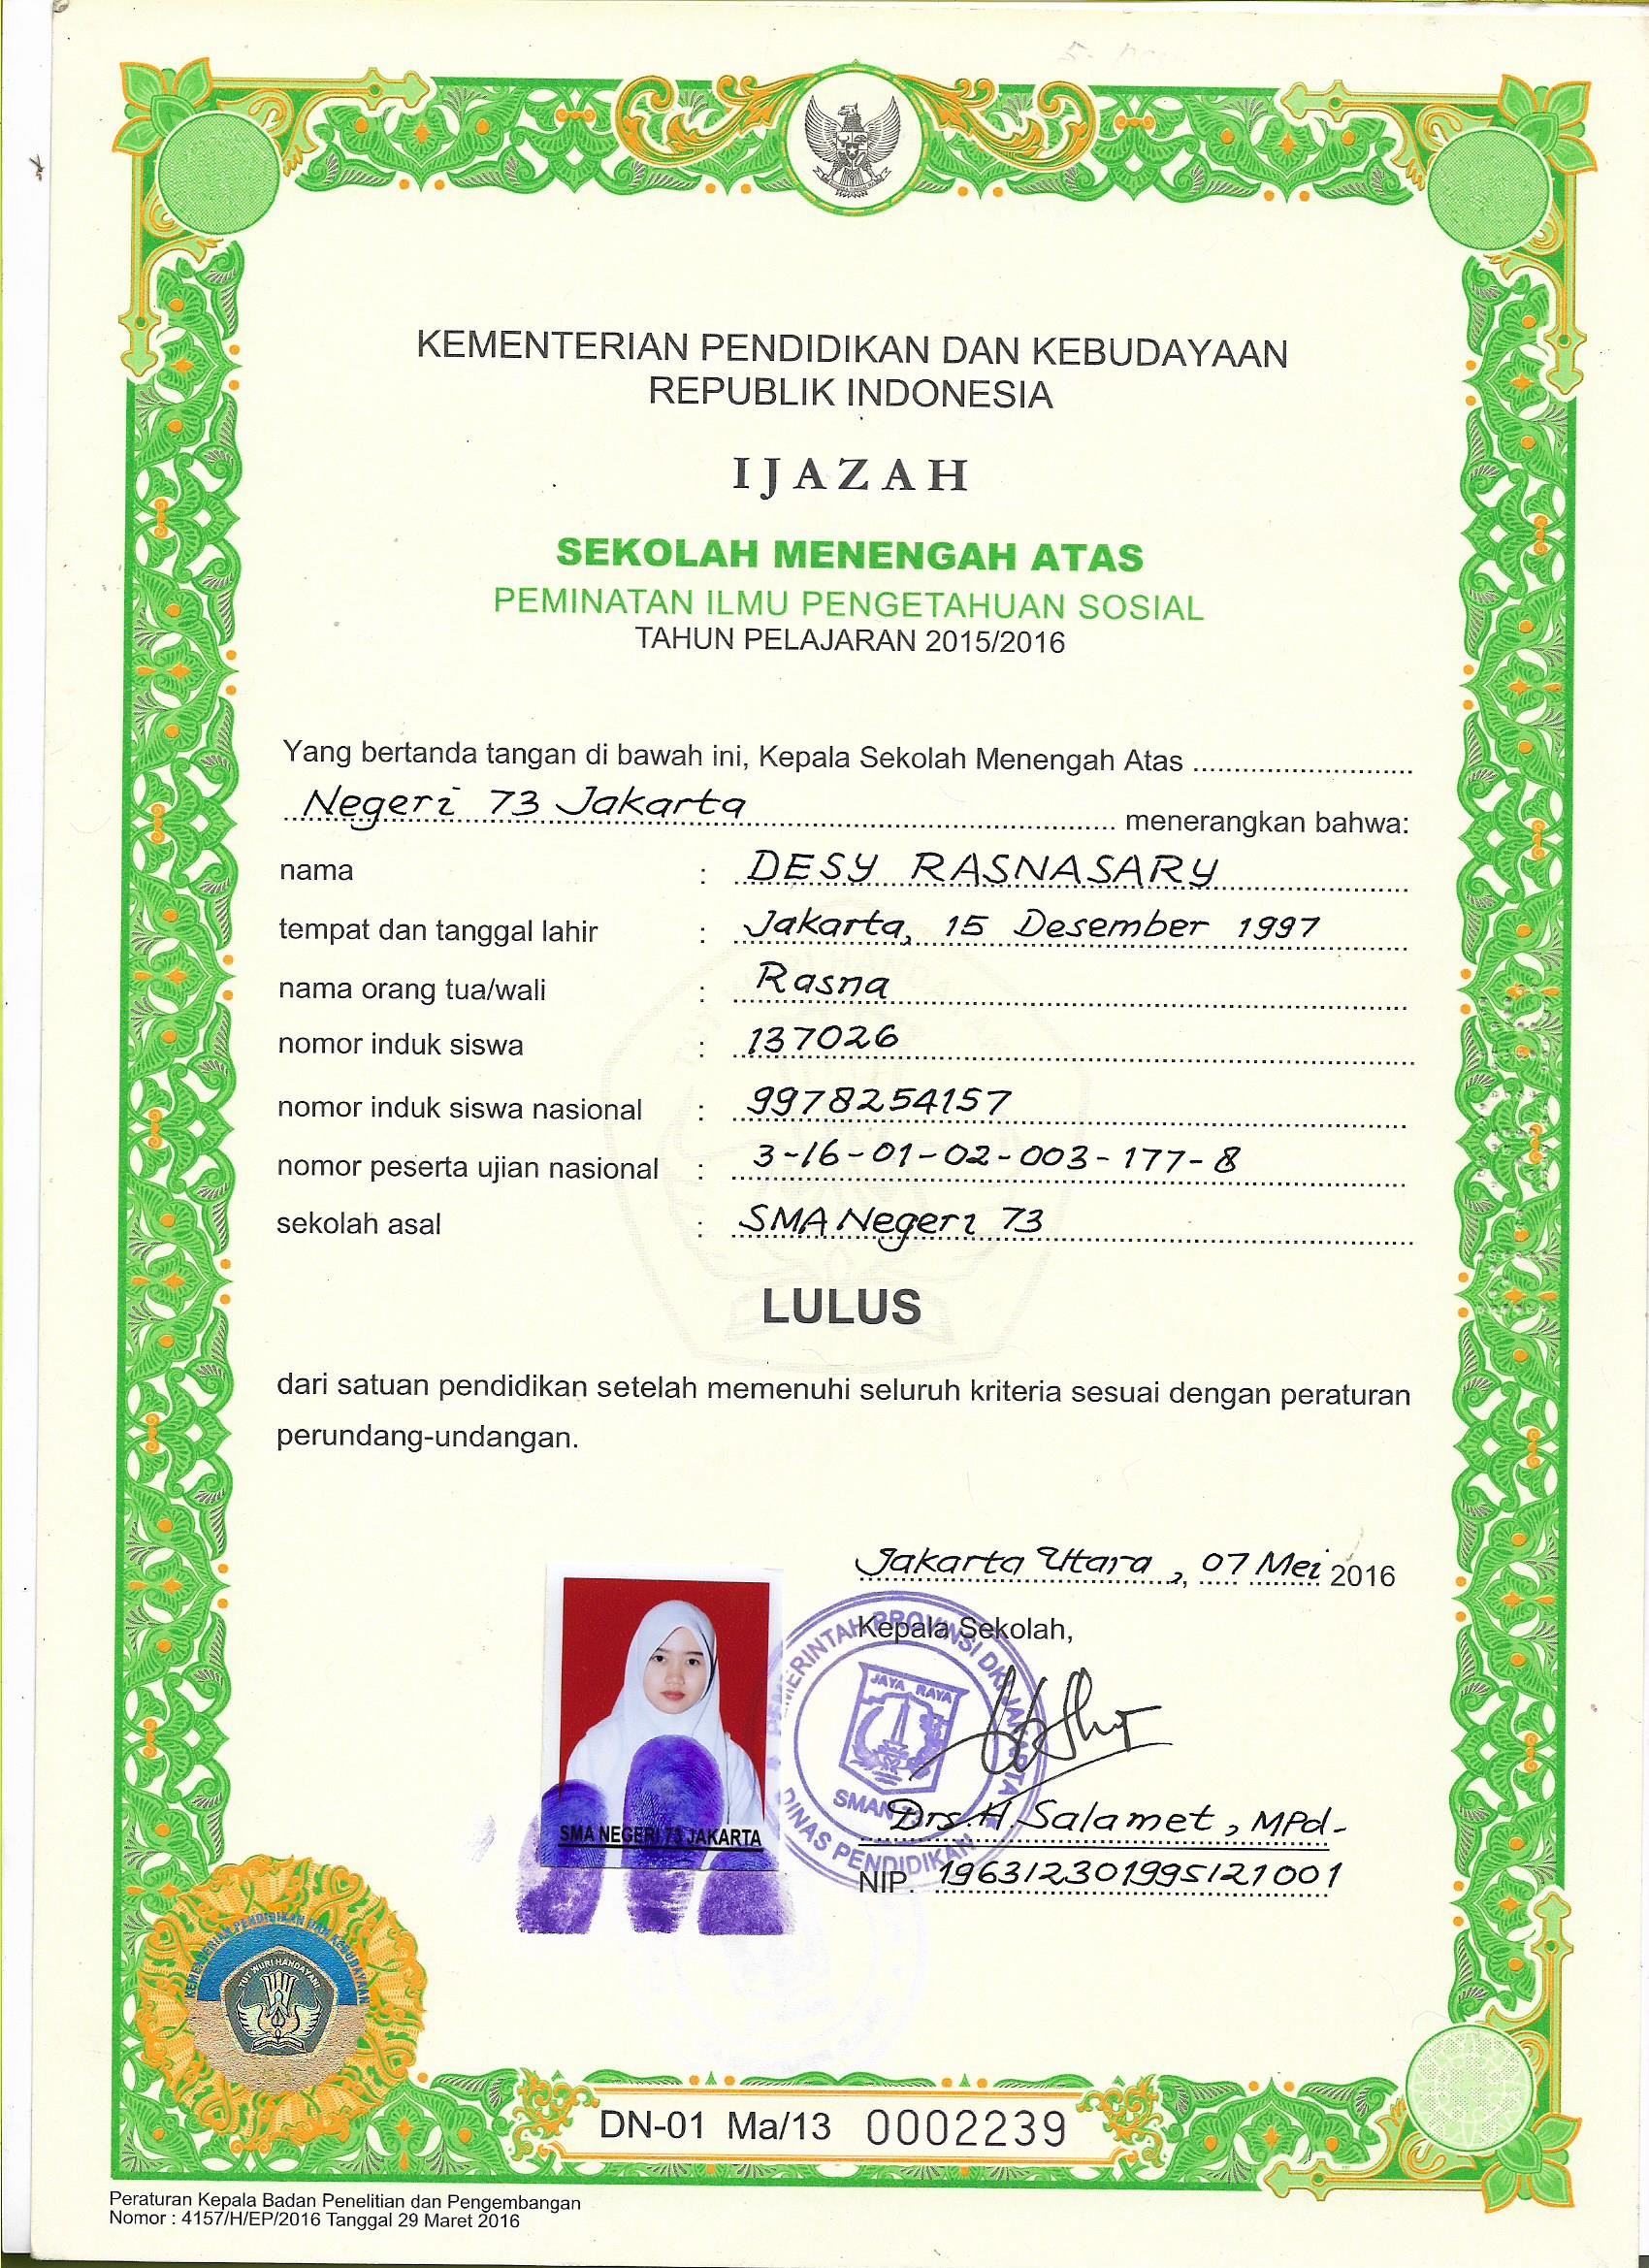 KEMENTERIAN PENDIDIKAN DAN KEBUDAYAAN
REPUBLIK INDONESIA
IJAZAH
SEKOLAH MENENGAH ATAS
PEMINATAN ILMU PENGETAHUAN SOSIAL
TAHUN PELAJARAN 2015/2016
Yang bertanda tangan di bawah ini, Kepala Sekolah Menengah Atas
Negeri 73 Jakarta menerangkan bahwa:
nama : DESY RASNASARY
tempat dan tanggal lahir : Jakarta, 15 Desember 1997
nama orang tua/wali : Rasna
nomor induk siswa : 137026
nomor induk siswa nasional : 9978254157
nomor peserta ujian nasional : 3-16-01-02-003-177-8
sekolah asal : SMA Negeri 73
LULUS
dari satuan pendidikan setelah memenuhi seluruh kriteria sesuai dengan peraturan
perundang-undangan.
Jakarta Utara, 07 Mei 2016
Kepala Sekolah,
PEMERINTAH PROVINSI DKI JAKARTA
JAYA RAYA
SMAN 73
DINAS PENDIDIKAN
Drs. H. Salamet, MPd-
NIP. 196312301995121001
SMA NEGERI 73 JAKARTA
KEMENTERIAN PENDIDIKAN DAN KEBUDAYAAN
TUT WURI HANDAYANI
DN-01 Ma/13 0002239
Peraturan Kepala Badan Penelitian dan Pengembangan
Nomor : 4157/H/EP/2016 Tanggal 29 Maret 2016